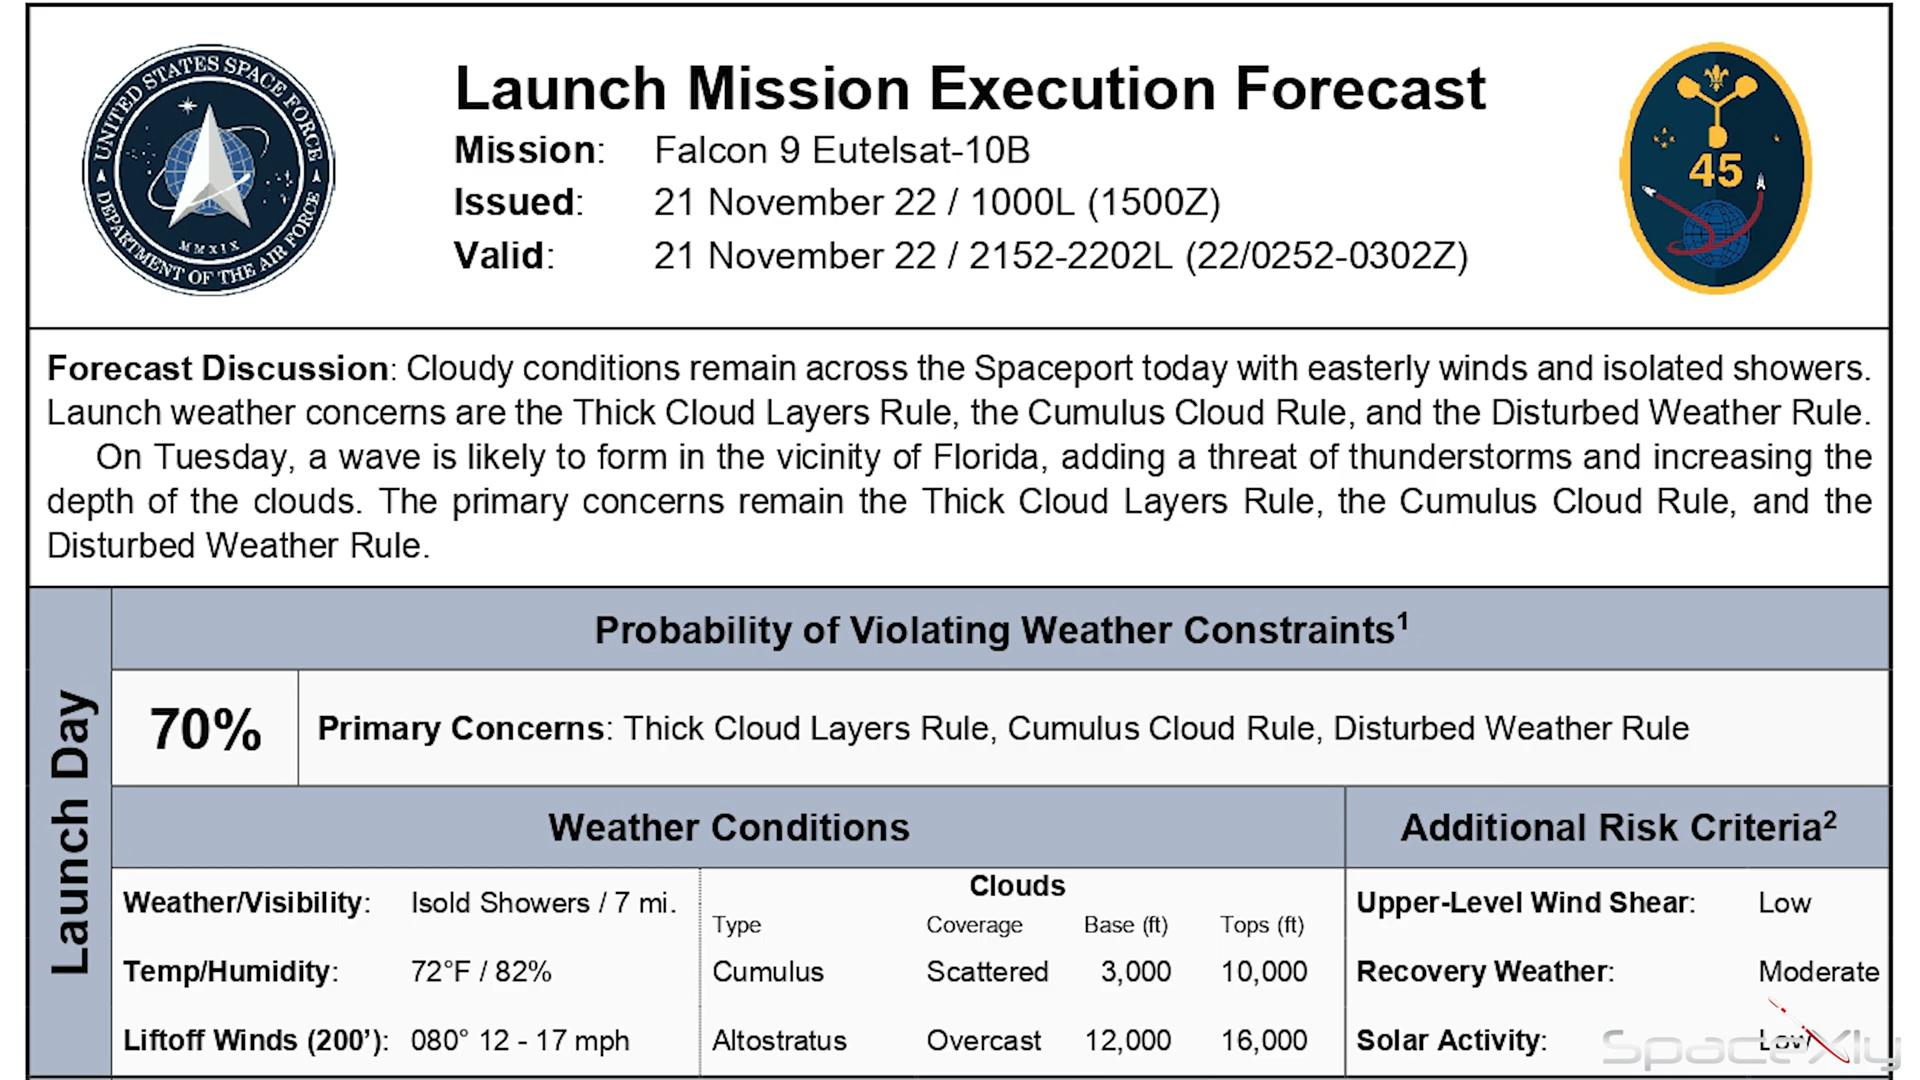 UNITED STATES SPACE FORCE
MMXIX
DEPARTMENT OF THE AIR FORCE
Launch Mission Execution Forecast
Mission: Falcon 9 Eutelsat-10B
Issued: 21 November 22 / 1000L (1500Z)
Valid: 21 November 22 / 2152-2202L (22/0252-0302Z)
45
Forecast Discussion: Cloudy conditions remain across the Spaceport today with easterly winds and isolated showers.
Launch weather concerns are the Thick Cloud Layers Rule, the Cumulus Cloud Rule, and the Disturbed Weather Rule.
On Tuesday, a wave is likely to form in the vicinity of Florida, adding a threat of thunderstorms and increasing the
depth of the clouds. The primary concerns remain the Thick Cloud Layers Rule, the Cumulus Cloud Rule, and the
Disturbed Weather Rule.
Launch Day
Probability of Violating Weather Constraints¹
70% Primary Concerns: Thick Cloud Layers Rule, Cumulus Cloud Rule, Disturbed Weather Rule
Weather Conditions
Weather/Visibility: Isold Showers / 7 mi.
Temp/Humidity: 72°F / 82%
Liftoff Winds (200’): 080° 12 - 17 mph
Clouds
Type Coverage Base (ft) Tops (ft)
Cumulus Scattered 3,000 10,000
Altostratus Overcast 12,000 16,000
Additional Risk Criteria²
Upper-Level Wind Shear: Low
Recovery Weather: Moderate
Solar Activity: Low
SpaceXly